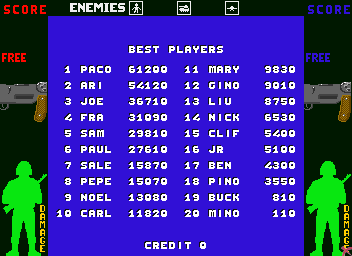 SCORE ENEMIES SCORE
BEST PLAYERS
FREE FREE
1 PACO 61200 11 MARY 9830
2 ARI 54120 12 GINO 9010
3 JOE 36710 13 LIU 8750
4 FRA 31090 14 NICK 6530
5 SAM 29810 15 CLIF 5400
6 PAUL 27610 16 JR 5100
7 SALE 15870 17 BEN 4300
8 PEPE 15070 18 PINO 3550
9 NOEL 13080 19 BUCK 810
10 CARL 11820 20 MINO 110
DAMAGE DAMAGE
CREDIT 0